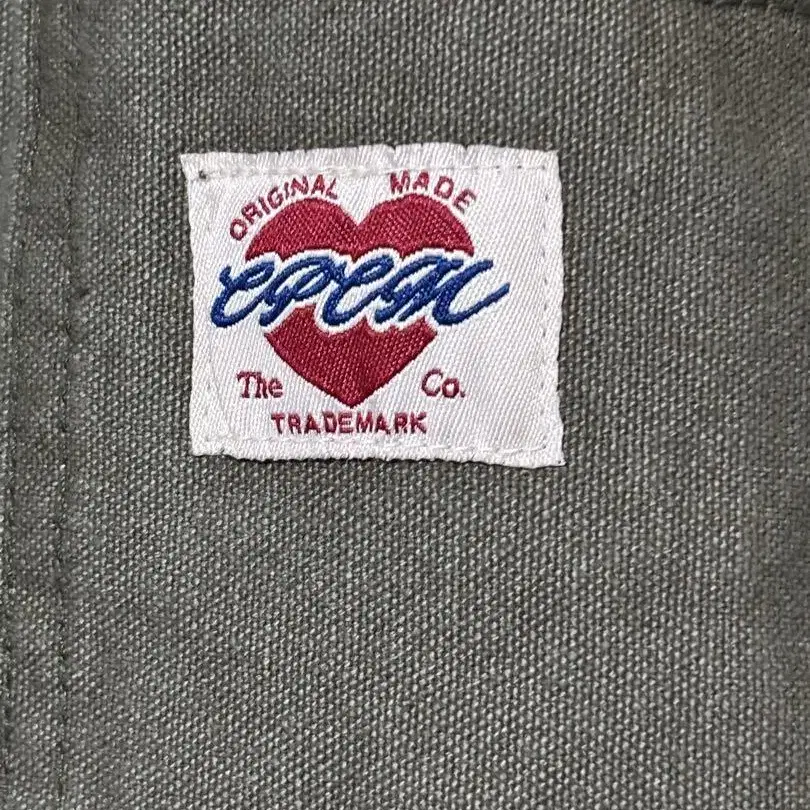 ORIGINAL MADE
CPCM
The Co.
TRADEMARK